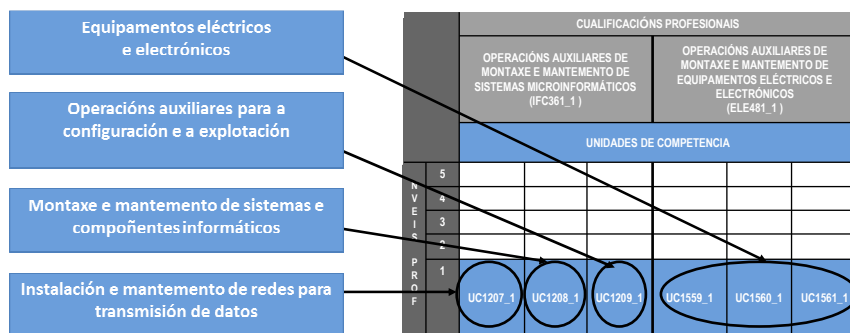 Equipamentos eléctricos
e electrónicos
Operacións auxiliares para a
configuración e a explotación
Montaxe e mantemento de sistemas e
compoñentes informáticos
Instalación e mantemento de redes para
transmisión de datos
CUALIFICACIÓNS PROFESIONAIS
OPERACIÓNS AUXILIARES DE
MONTAXE E MANTEMENTO DE
SISTEMAS MICROINFORMÁTICOS
(IFC361_1 )
OPERACIÓNS AUXILIARES DE
MONTAXE E MANTEMENTO DE
EQUIPAMENTOS ELÉCTRICOS E
ELECTRÓNICOS
(ELE481_1 )
UNIDADES DE COMPETENCIA
NVEIS PROF
5
4
3
2
1
UC1207_1
UC1208_1
UC1209_1
UC1559_1
UC1560_1
UC1561_1